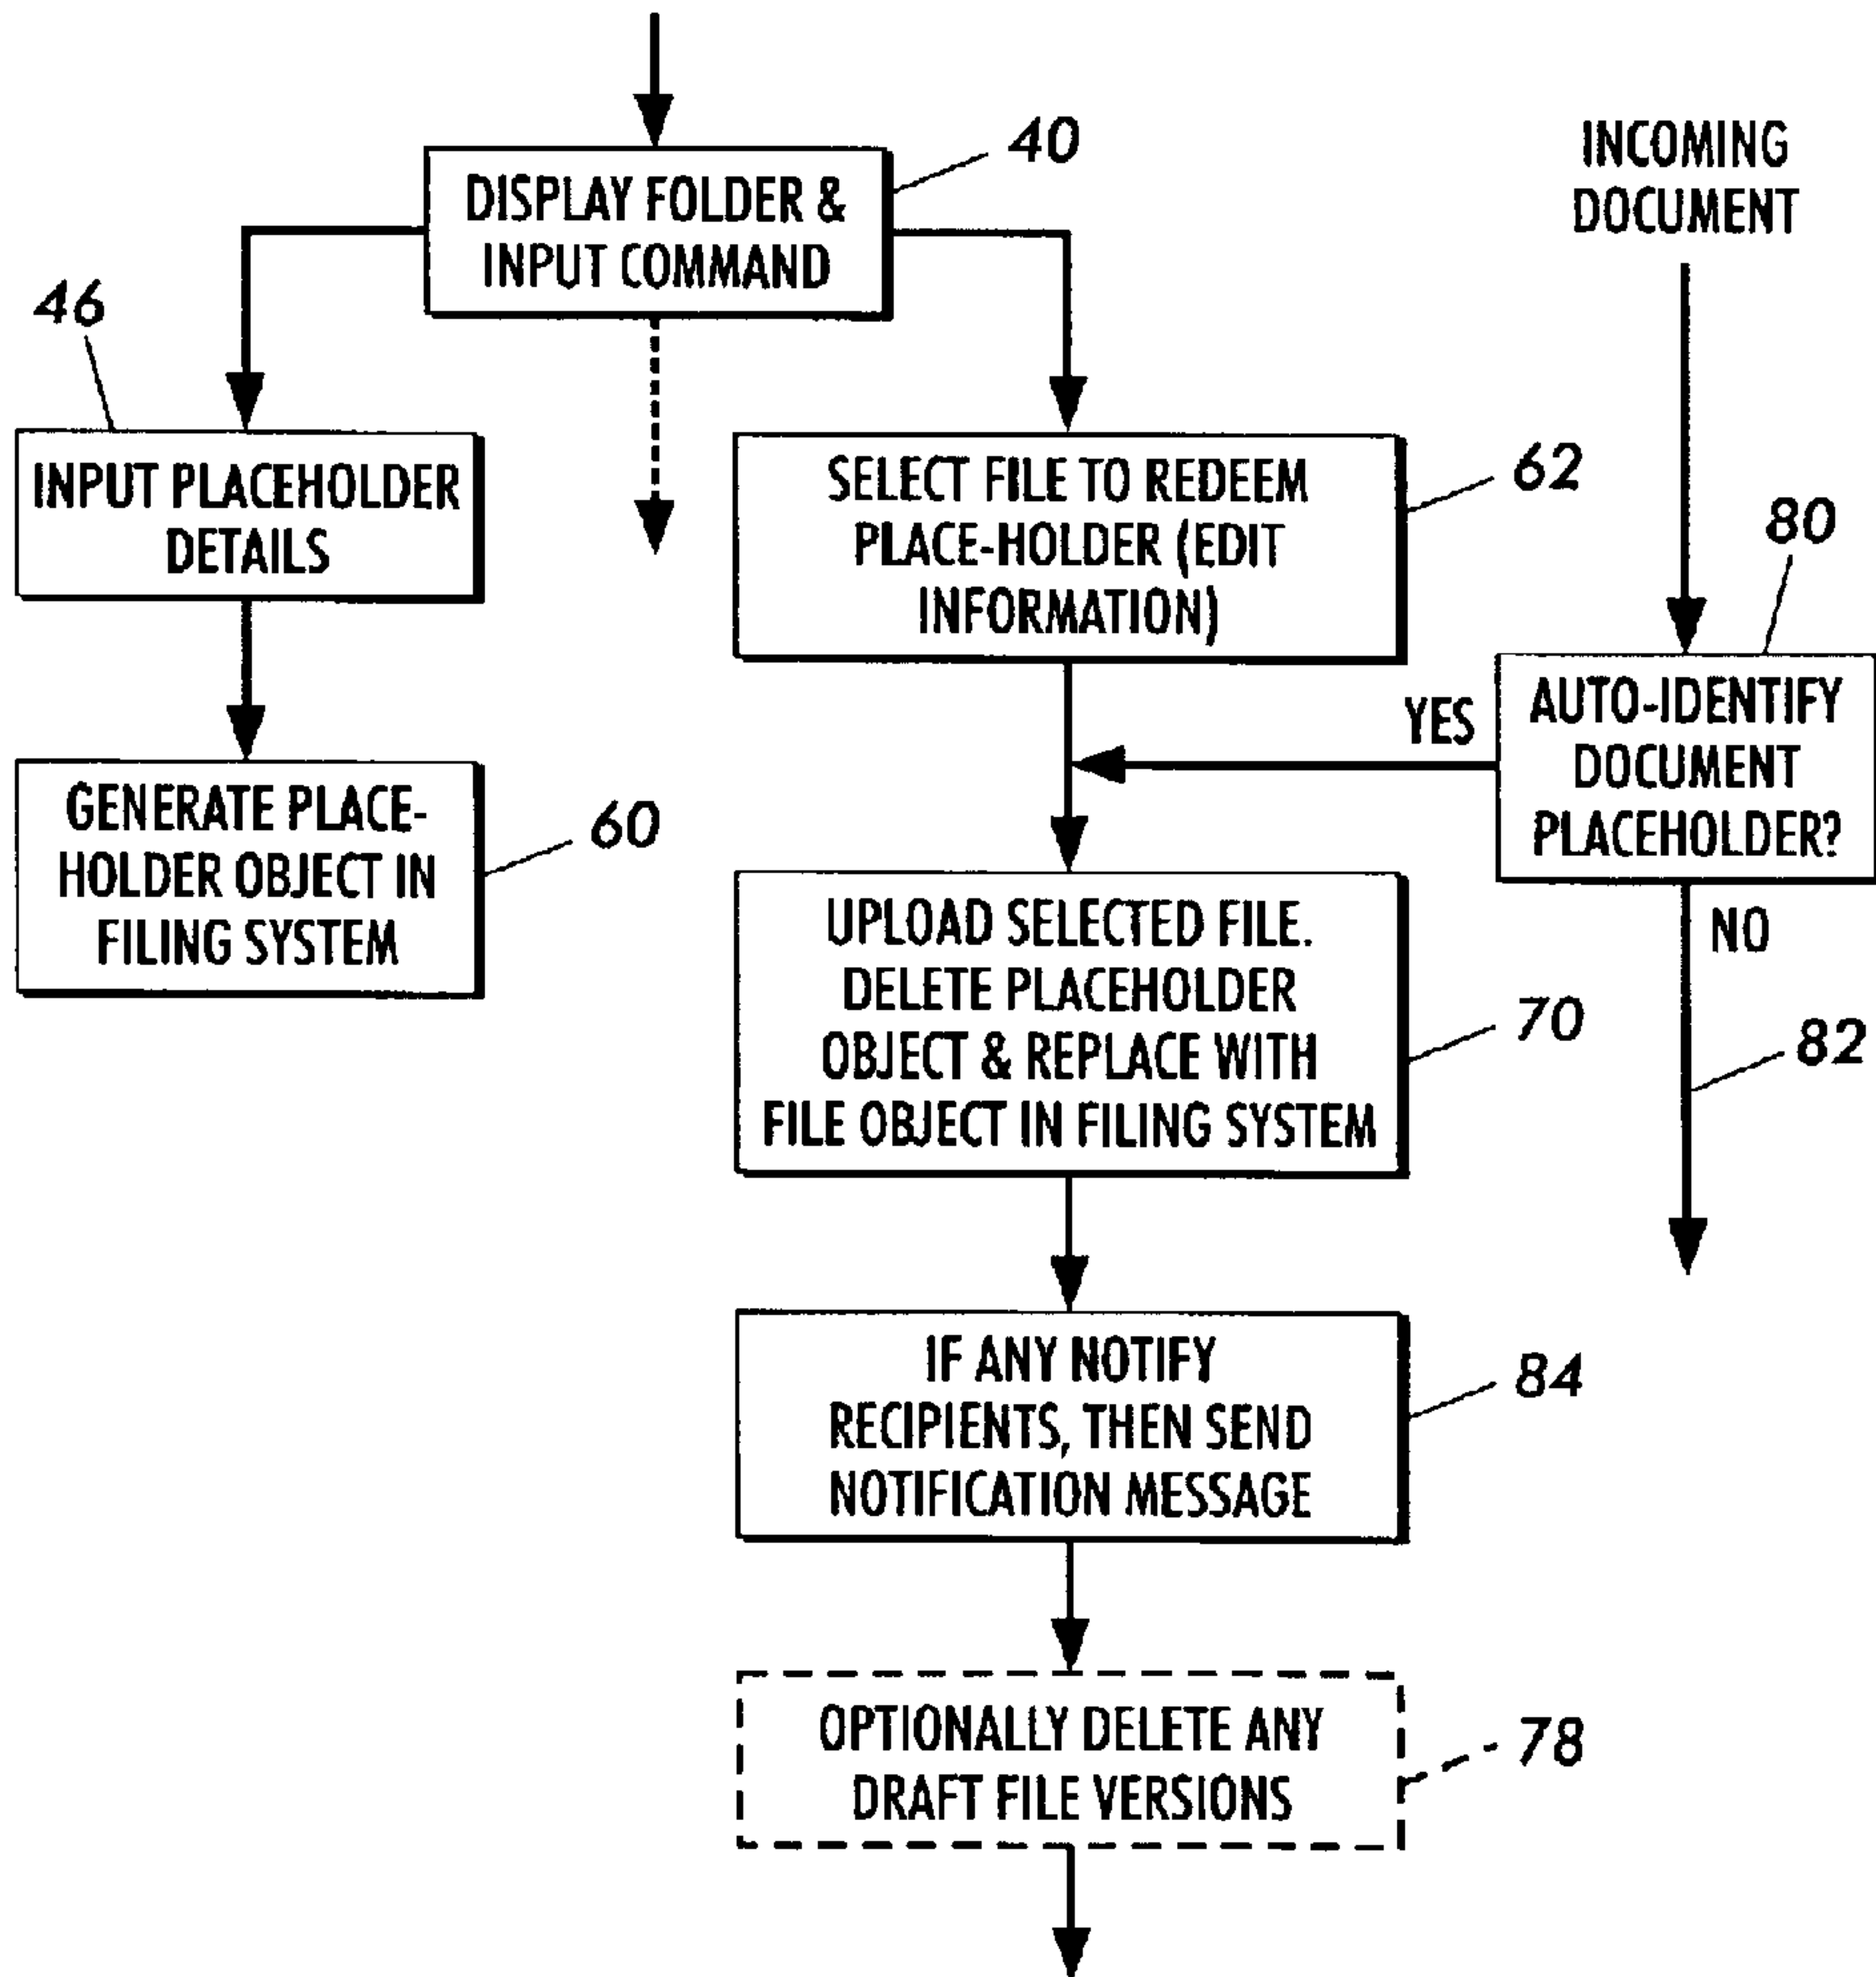 40
DISPLAY FOLDER &
INPUT COMMAND
INCOMING
DOCUMENT
46
INPUT PLACEHOLDER
DETAILS
SELECT FILE TO REDEEM
PLACE-HOLDER (EDIT
INFORMATION)
62
80
AUTO-IDENTIFY
DOCUMENT
PLACEHOLDER?
YES
NO
GENERATE PLACE-
HOLDER OBJECT IN
FILING SYSTEM
60
UPLOAD SELECTED FILE.
DELETE PLACEHOLDER
OBJECT & REPLACE WITH
FILE OBJECT IN FILING SYSTEM
70
82
IF ANY NOTIFY
RECIPIENTS, THEN SEND
NOTIFICATION MESSAGE
84
OPTIONALLY DELETE ANY
DRAFT FILE VERSIONS
78